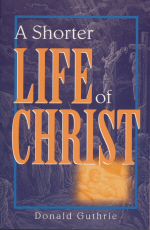 A Shorter
LIFE of
CHRIST
Donald Guthrie